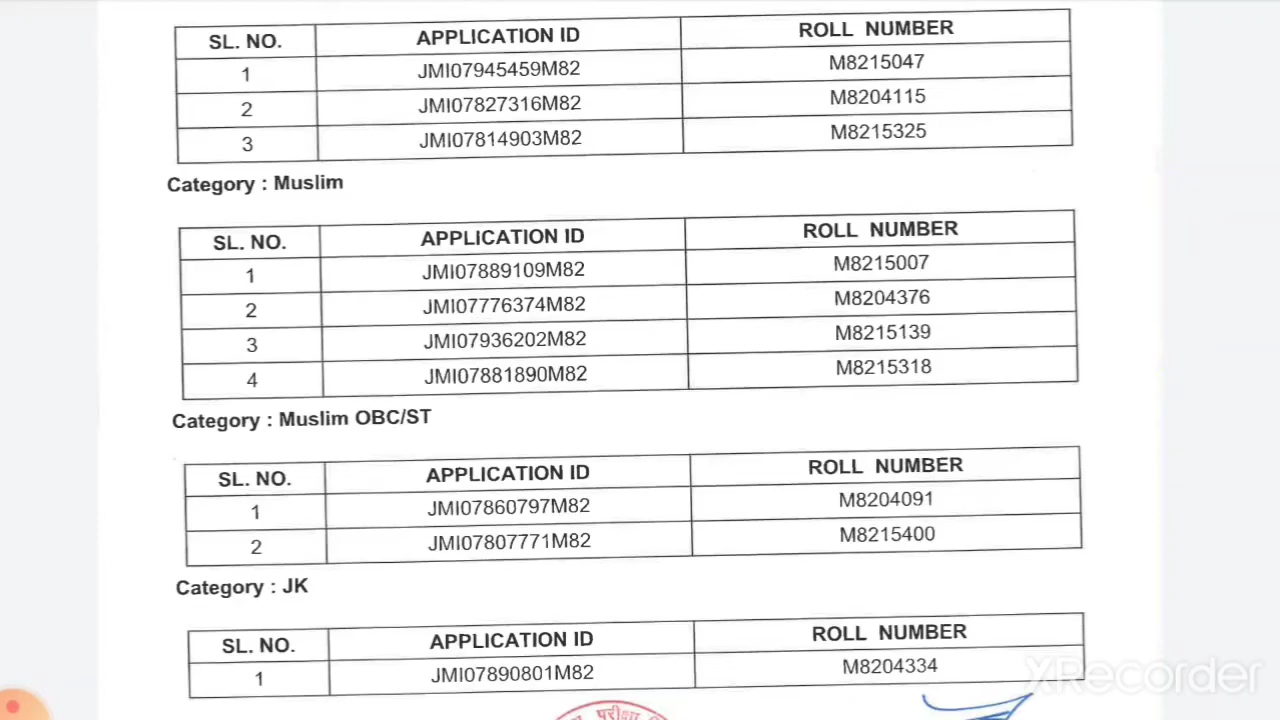 SL. NO. APPLICATION ID ROLL NUMBER
1 JMI07945459M82 M8215047
2 JMI07827316M82 M8204115
3 JMI07814903M82 M8215325
Category : Muslim
SL. NO. APPLICATION ID ROLL NUMBER
1 JMI07889109M82 M8215007
2 JMI07776374M82 M8204376
3 JMI07936202M82 M8215139
4 JMI07881890M82 M8215318
Category : Muslim OBC/ST
SL. NO. APPLICATION ID ROLL NUMBER
1 JMI07860797M82 M8204091
2 JMI07807771M82 M8215400
Category : JK
SL. NO. APPLICATION ID ROLL NUMBER
1 JMI07890801M82 M8204334
XRecorder
परीक्षा